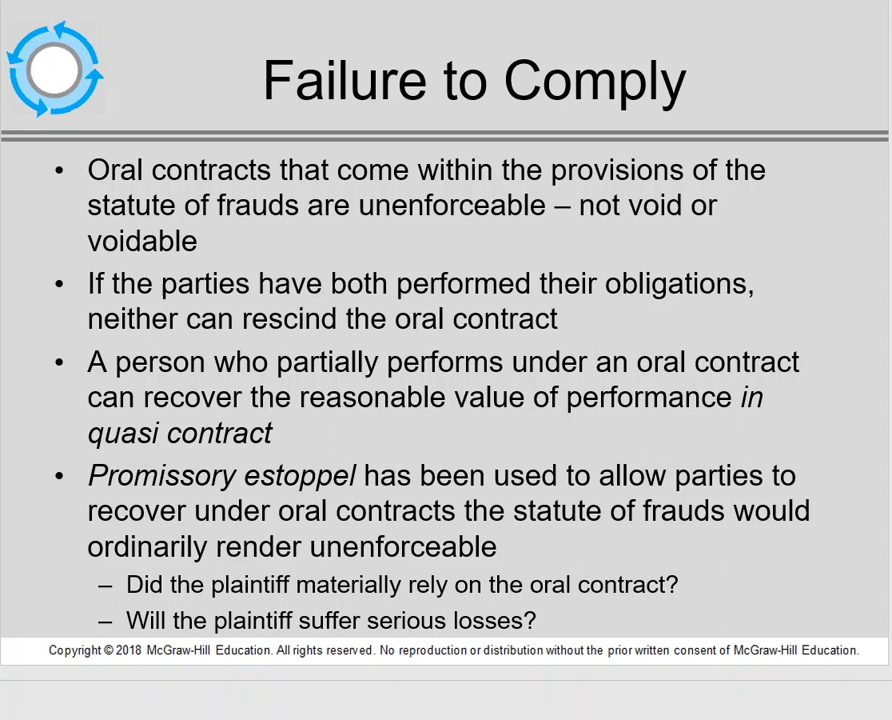 Failure to Comply
• Oral contracts that come within the provisions of the
statute of frauds are unenforceable – not void or
voidable
• If the parties have both performed their obligations,
neither can rescind the oral contract
• A person who partially performs under an oral contract
can recover the reasonable value of performance in
quasi contract
• Promissory estoppel has been used to allow parties to
recover under oral contracts the statute of frauds would
ordinarily render unenforceable
– Did the plaintiff materially rely on the oral contract?
– Will the plaintiff suffer serious losses?
Copyright © 2018 McGraw-Hill Education. All rights reserved. No reproduction or distribution without the prior written consent of McGraw-Hill Education.